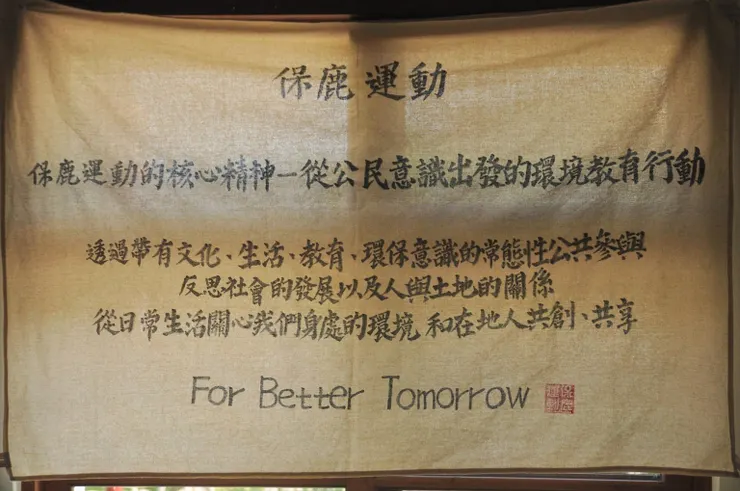 保鹿運動
保鹿運動的核心精神－從公民意識出發的環境教育行動
透過帶有文化、生活、教育、環保意識的常態性公共參與
反思社會的發展以及人與土地的關係
從日常生活關心我們身處的環境 和在地人共創、共享
For Better Tomorrow
保鹿運動